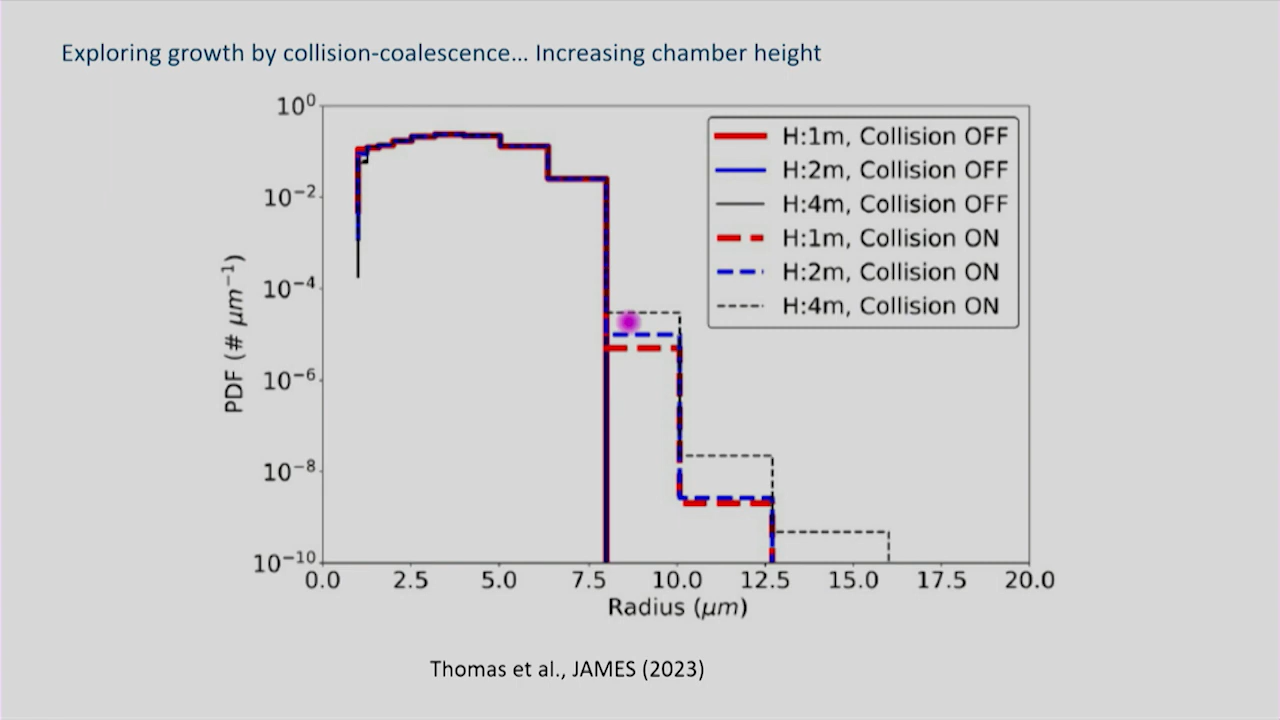 Exploring growth by collision-coalescence... Increasing chamber height
10⁰
10⁻²
10⁻⁴
10⁻⁶
10⁻⁸
10⁻¹⁰
PDF (# μm⁻¹)
H:1m, Collision OFF
H:2m, Collision OFF
H:4m, Collision OFF
H:1m, Collision ON
H:2m, Collision ON
H:4m, Collision ON
0.0 2.5 5.0 7.5 10.0 12.5 15.0 17.5 20.0
Radius (μm)
Thomas et al., JAMES (2023)